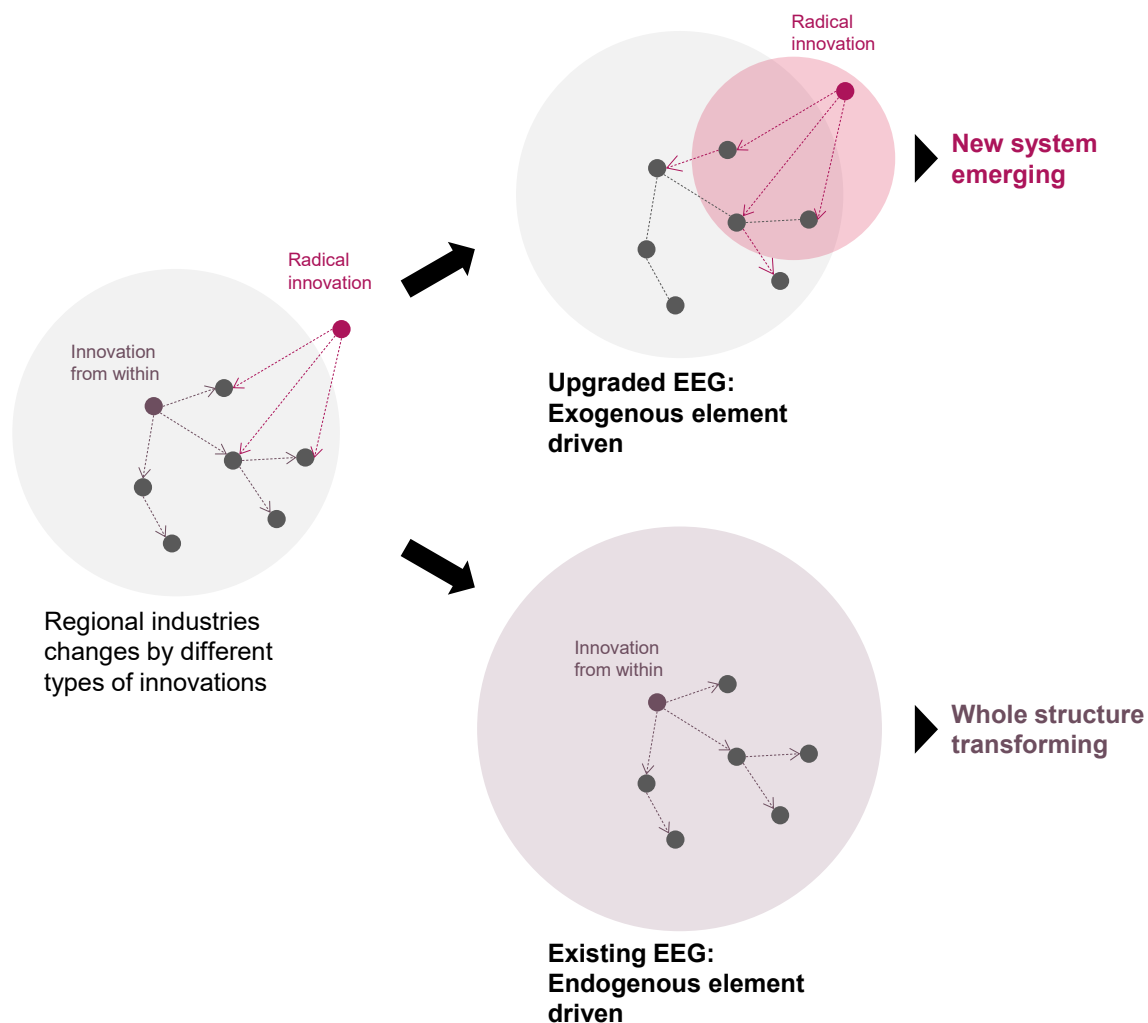 Radical
innovation
New system
emerging
Upgraded EEG:
Exogenous element
driven
Radical
innovation
Innovation
from within
Regional industries
changes by different
types of innovations
Innovation
from within
Whole structure
transforming
Existing EEG:
Endogenous element
driven